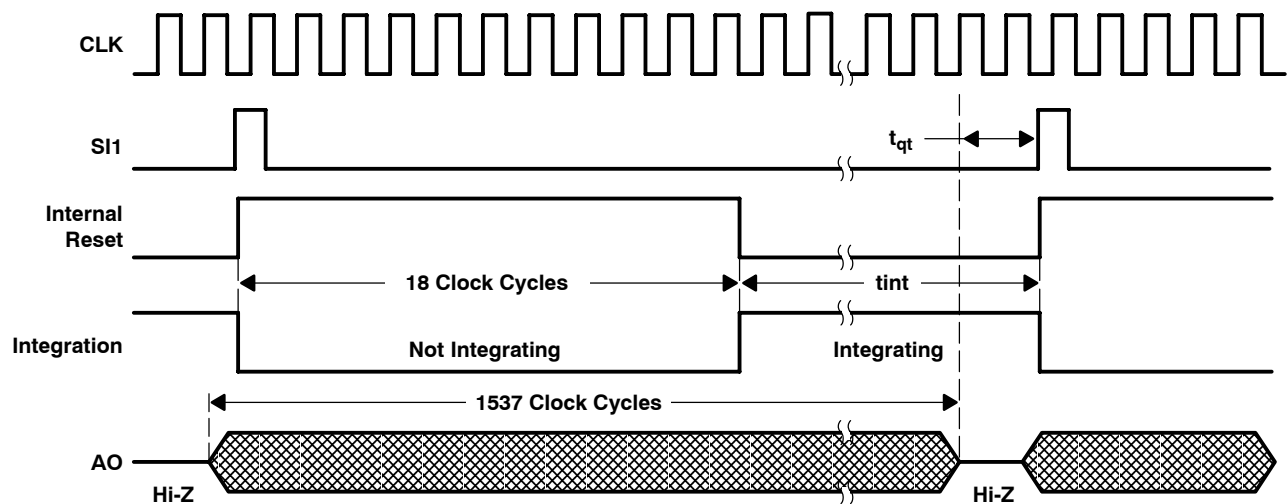 CLK
SI1
t_qt
Internal
Reset
18 Clock Cycles
tint
Integration
Not Integrating
Integrating
1537 Clock Cycles
AO
Hi-Z
Hi-Z